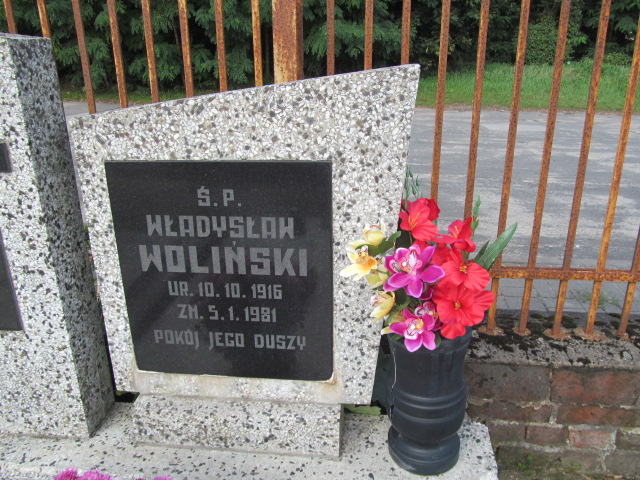 Ś.P.
WŁADYSŁAW
WOLIŃSKI
UR. 10.10.1916
ZM. 5.1.1981
POKÓJ JEGO DUSZY